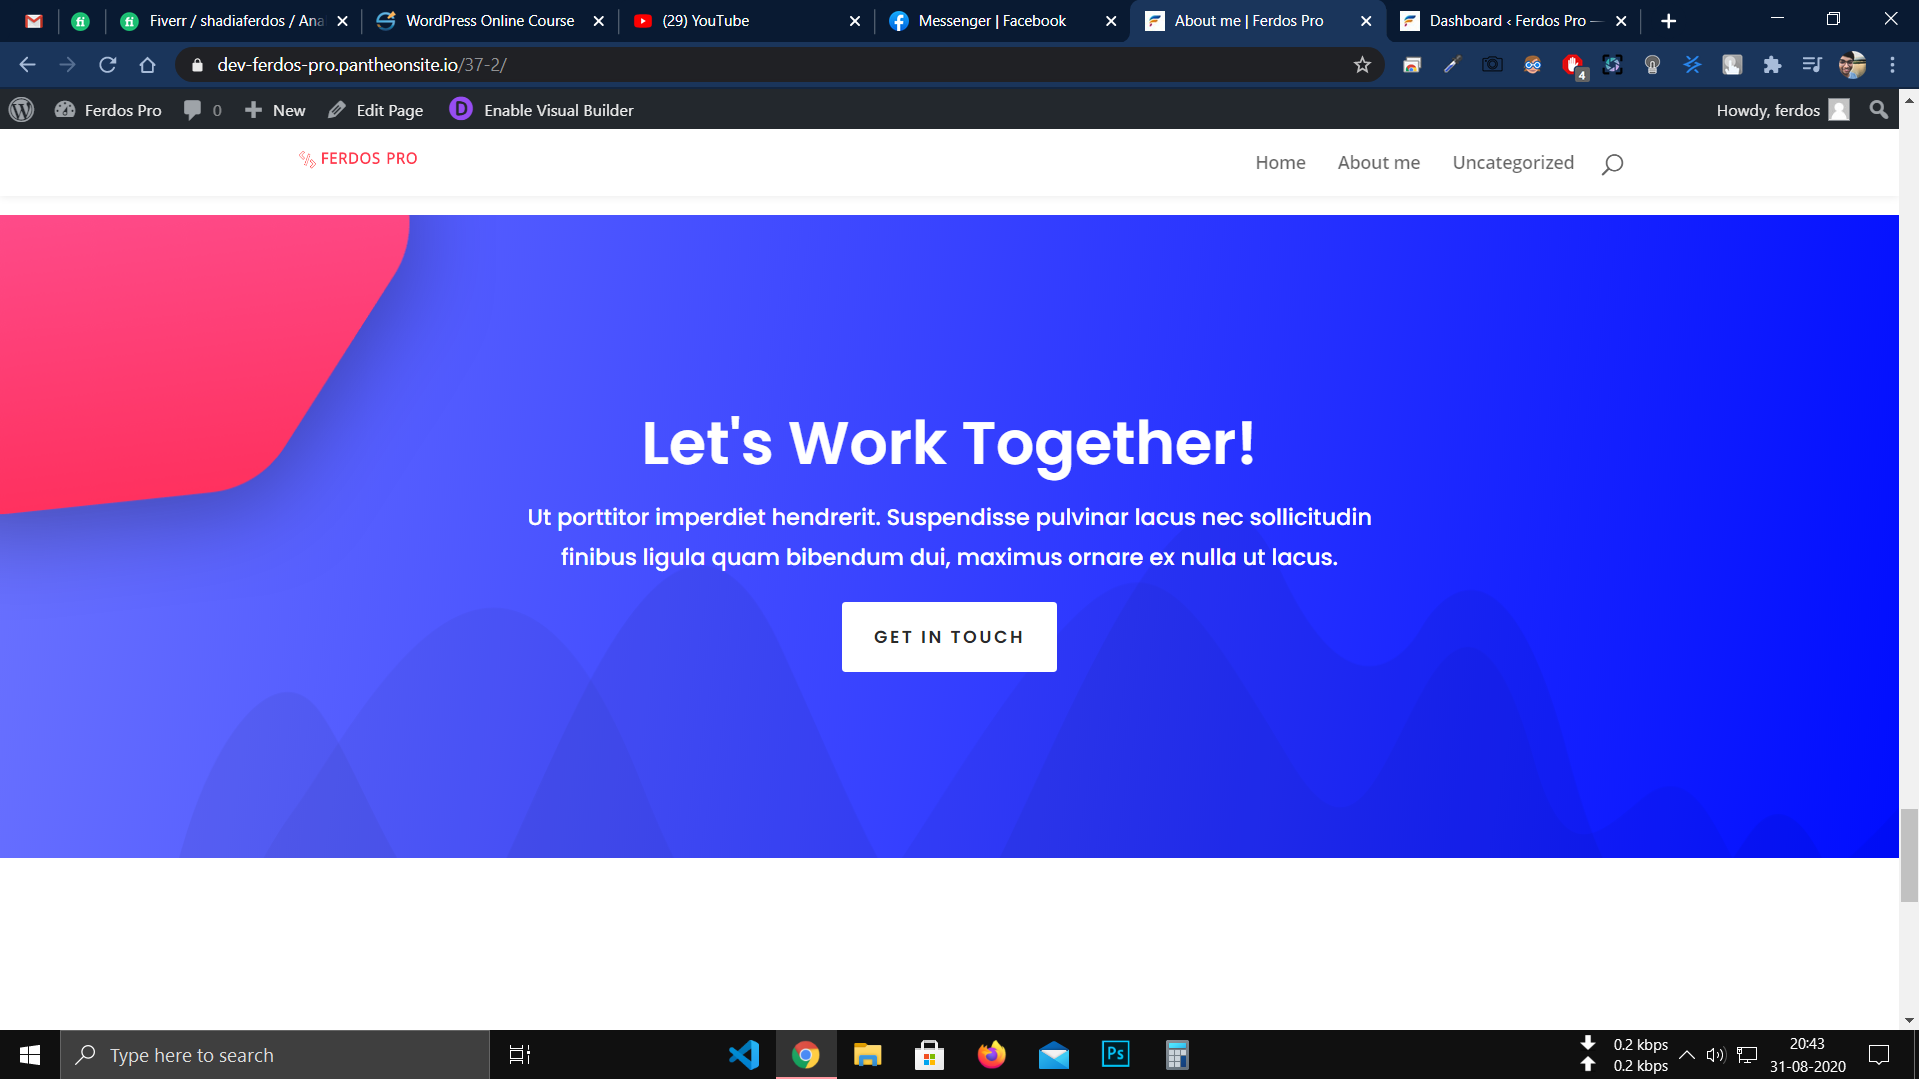 Fiverr / shadiaferdos / Ana
WordPress Online Course
(29) YouTube
Messenger | Facebook
About me | Ferdos Pro
Dashboard ‹ Ferdos Pro —
dev-ferdos-pro.pantheonsite.io/37-2/
4
Ferdos Pro
0
New
Edit Page
D
Enable Visual Builder
Howdy, ferdos
FERDOS PRO
Home
About me
Uncategorized
Let's Work Together!
Ut porttitor imperdiet hendrerit. Suspendisse pulvinar lacus nec sollicitudin
finibus ligula quam bibendum dui, maximus ornare ex nulla ut lacus.
GET IN TOUCH
Type here to search
Ps
0.2 kbps
0.2 kbps
20:43
31-08-2020